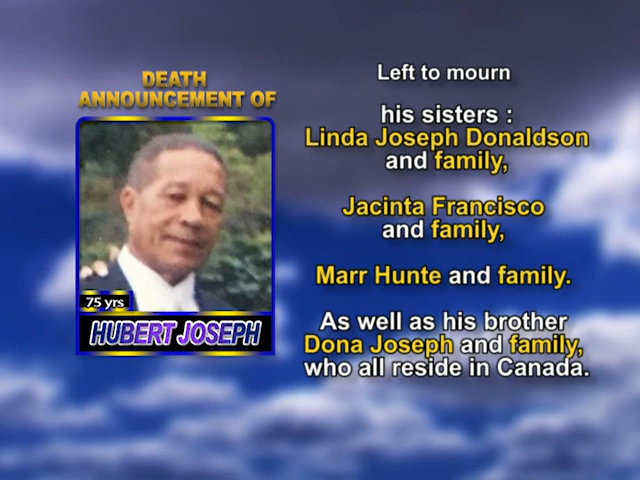 DEATH
ANNOUNCEMENT OF
75 yrs
HUBERT JOSEPH
Left to mourn
his sisters :
Linda Joseph Donaldson
and family,
Jacinta Francisco
and family,
Marr Hunte and family.
As well as his brother
Dona Joseph and family,
who all reside in Canada.